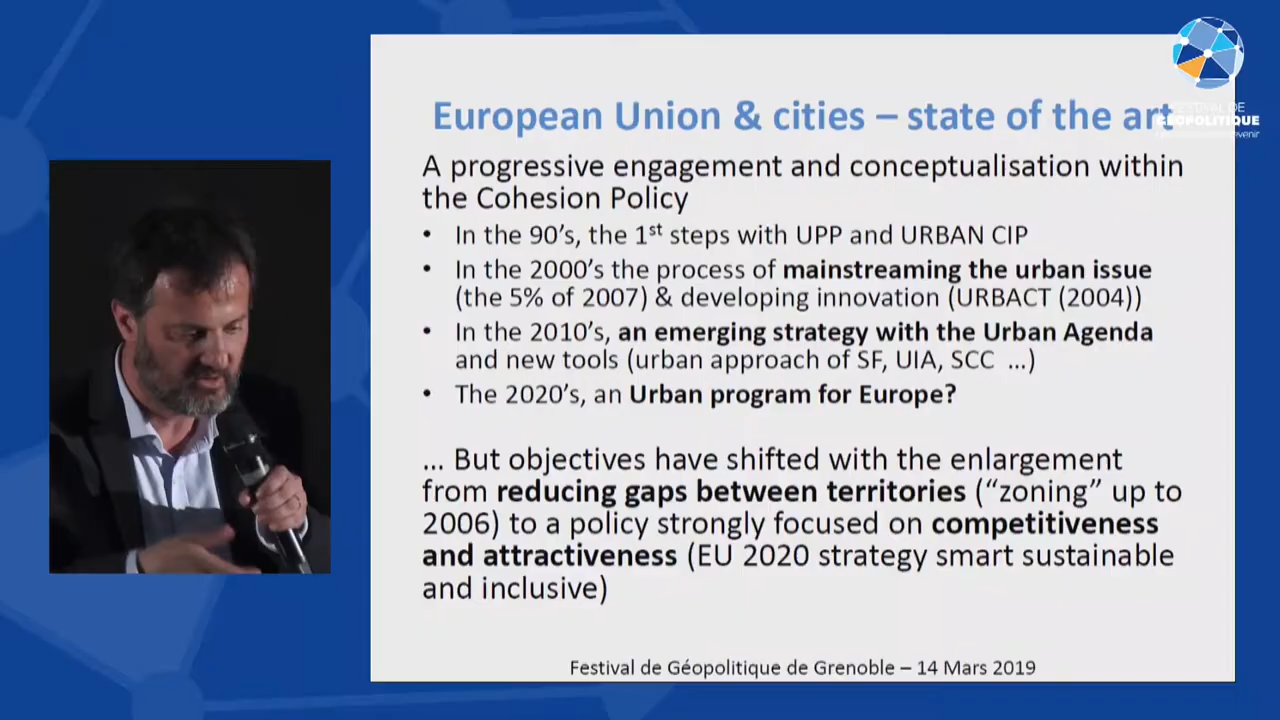 European Union & cities – state of the art
FESTIVAL DE
GÉOPOLITIQUE
A progressive engagement and conceptualisation within
the Cohesion Policy
• In the 90’s, the 1st steps with UPP and URBAN CIP
• In the 2000’s the process of mainstreaming the urban issue
(the 5% of 2007) & developing innovation (URBACT (2004))
• In the 2010’s, an emerging strategy with the Urban Agenda
and new tools (urban approach of SF, UIA, SCC ...)
• The 2020’s, an Urban program for Europe?
... But objectives have shifted with the enlargement
from reducing gaps between territories (“zoning” up to
2006) to a policy strongly focused on competitiveness
and attractiveness (EU 2020 strategy smart sustainable
and inclusive)
Festival de Géopolitique de Grenoble – 14 Mars 2019